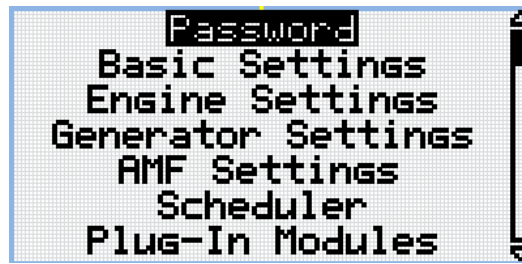 Password
Basic Settings
Engine Settings
Generator Settings
AMF Settings
Scheduler
Plug-In Modules